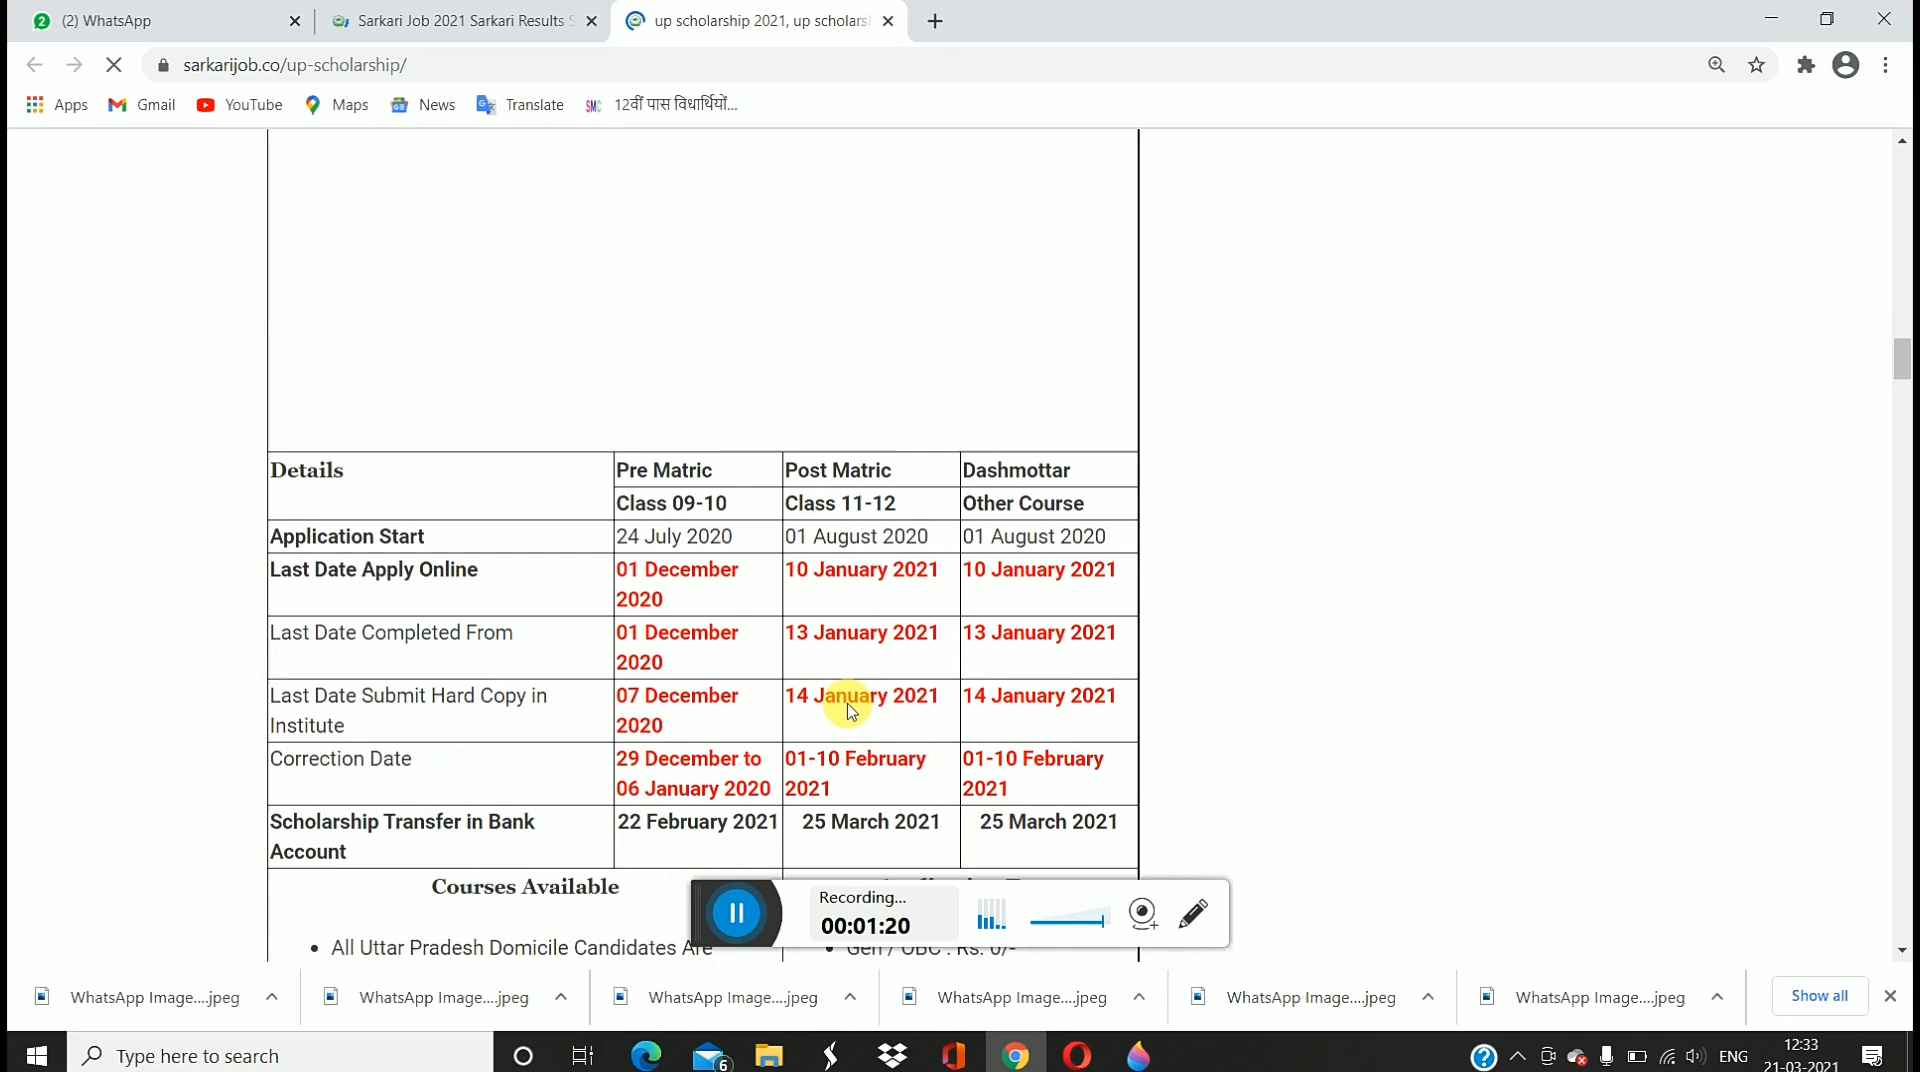 (2) WhatsApp
Sarkari Job 2021 Sarkari Results S
up scholarship 2021, up scholars
sarkarijob.co/up-scholarship/
Apps Gmail YouTube Maps News Translate SMC 12वीं पास विधार्थियों...
Details Pre Matric Post Matric Dashmottar
Class 09-10 Class 11-12 Other Course
Application Start 24 July 2020 01 August 2020 01 August 2020
Last Date Apply Online 01 December 10 January 2021 10 January 2021
2020
Last Date Completed From 01 December 13 January 2021 13 January 2021
2020
Last Date Submit Hard Copy in 07 December 14 January 2021 14 January 2021
Institute 2020
Correction Date 29 December to 01-10 February 01-10 February
06 January 2020 2021 2021
Scholarship Transfer in Bank 22 February 2021 25 March 2021 25 March 2021
Account
Courses Available
Recording...
00:01:20
All Uttar Pradesh Domicile Candidates Are
Gen / OBC : Rs. 0/-
WhatsApp Image....jpeg WhatsApp Image....jpeg WhatsApp Image....jpeg WhatsApp Image....jpeg WhatsApp Image....jpeg WhatsApp Image....jpeg Show all
Type here to search 6 ENG 12:33
21-03-2021